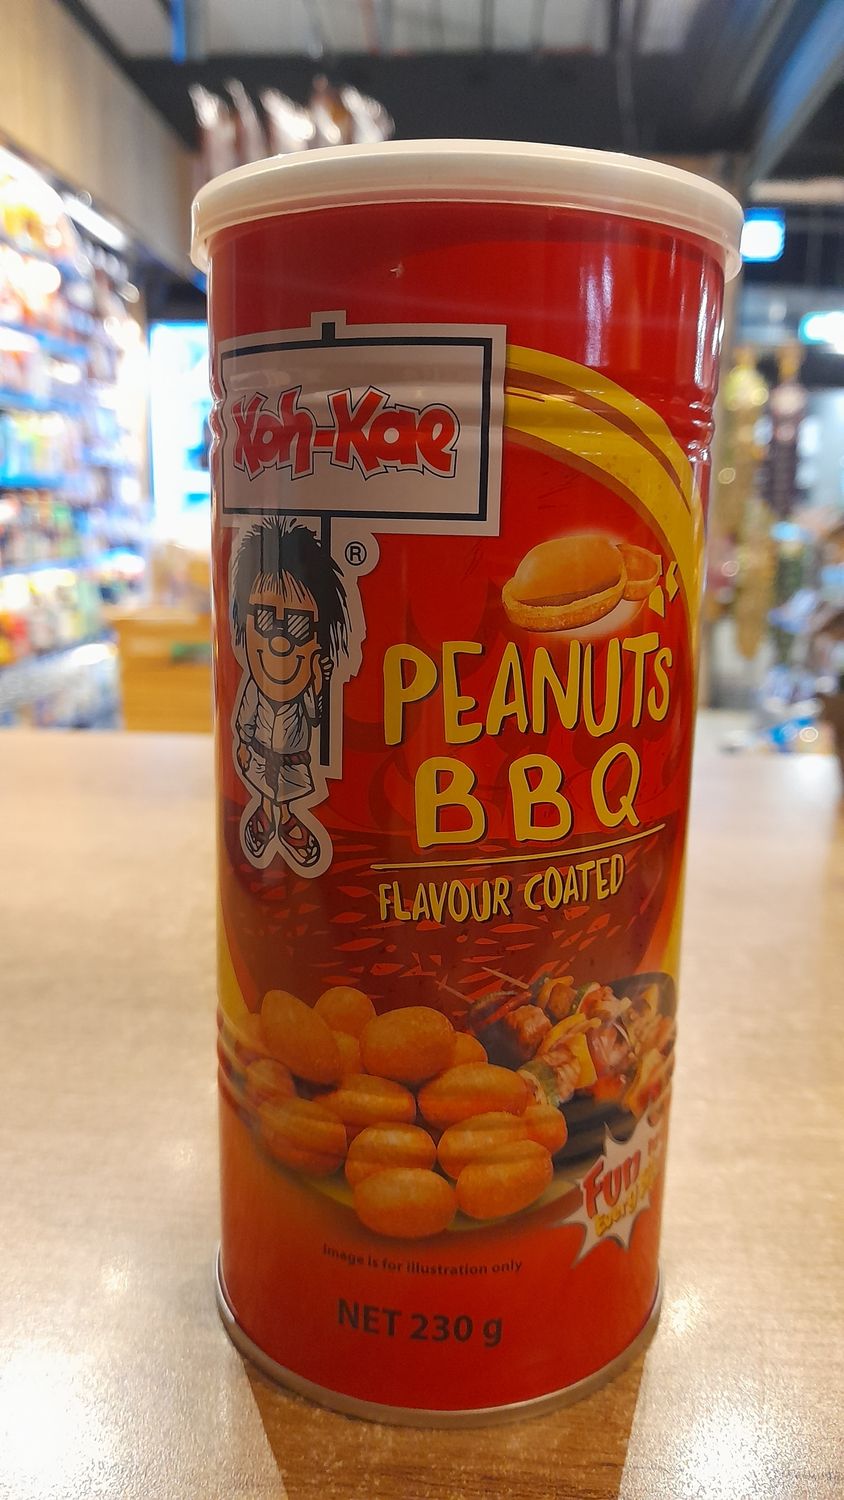 Koh-Kae
®
PEANUTS
BBQ
FLAVOUR COATED
Fun
Image is for illustration only
NET 230 g